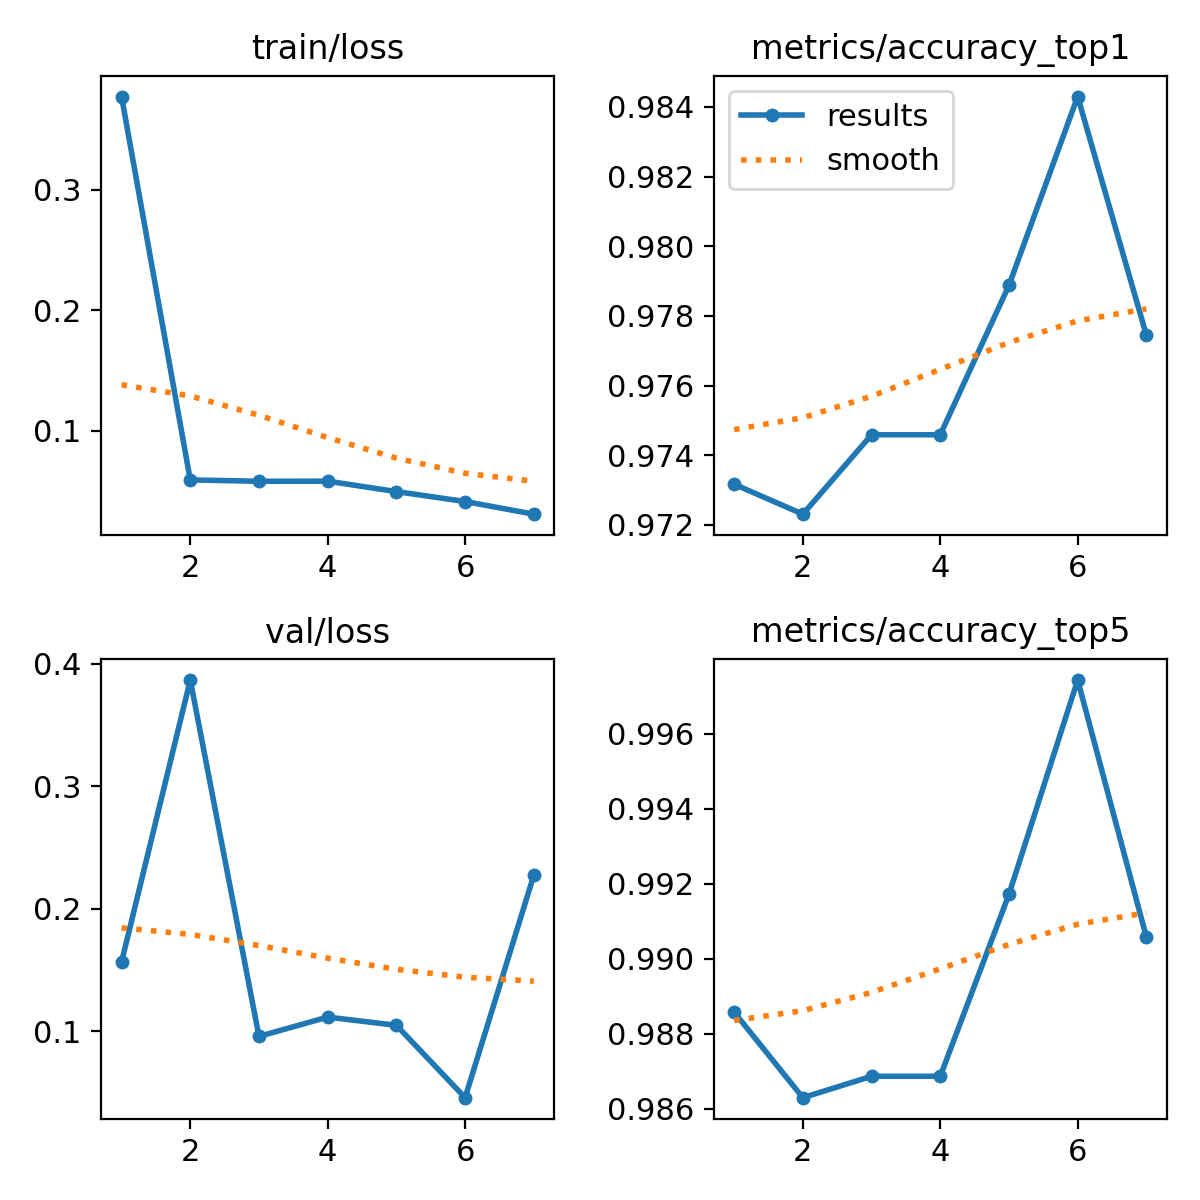 train/loss
0.3
0.2
0.1
2 4 6
metrics/accuracy_top1
results
smooth
0.984
0.982
0.980
0.978
0.976
0.974
0.972
2 4 6
val/loss
0.4
0.3
0.2
0.1
2 4 6
metrics/accuracy_top5
0.996
0.994
0.992
0.990
0.988
0.986
2 4 6